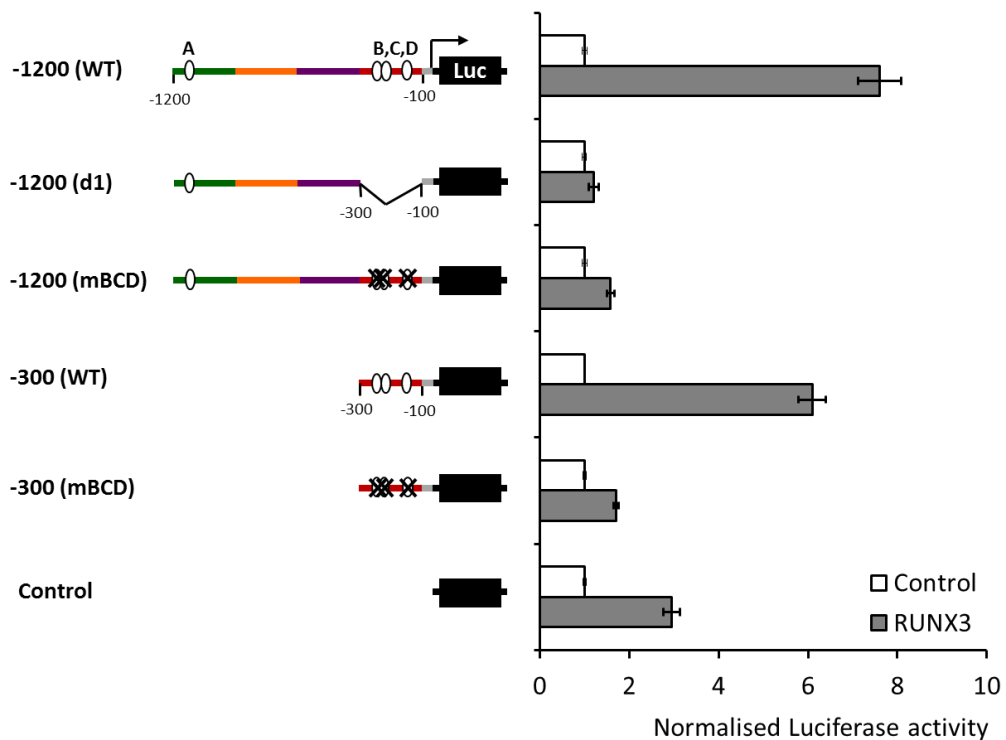 A
B,C,D
-1200 (WT)
Luc
-1200
-100
-1200 (d1)
-300
-100
-1200 (mBCD)
-300 (WT)
-300
-100
-300 (mBCD)
Control
Control
RUNX3
0 2 4 6 8 10
Normalised Luciferase activity